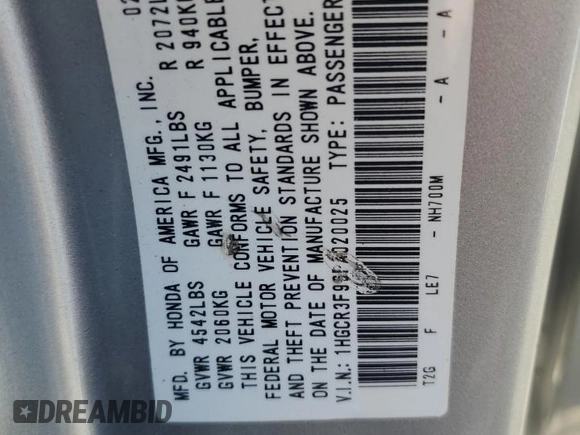 MFD. BY HONDA OF AMERICA MFG., INC. 02
GVWR 4542LBS GAWR F 2491LBS R 2072L
GVWR 2060KG GAWR F 1130KG R 940KG
THIS VEHICLE CONFORMS TO ALL APPLICABLE
FEDERAL MOTOR VEHICLE SAFETY, BUMPER,
AND THEFT PREVENTION STANDARDS IN EFFECT
ON THE DATE OF MANUFACTURE SHOWN ABOVE.
V.I.N.: TYPE: PASSENGER
T2G F LE7 - NH700M - A - A
DREAMBID